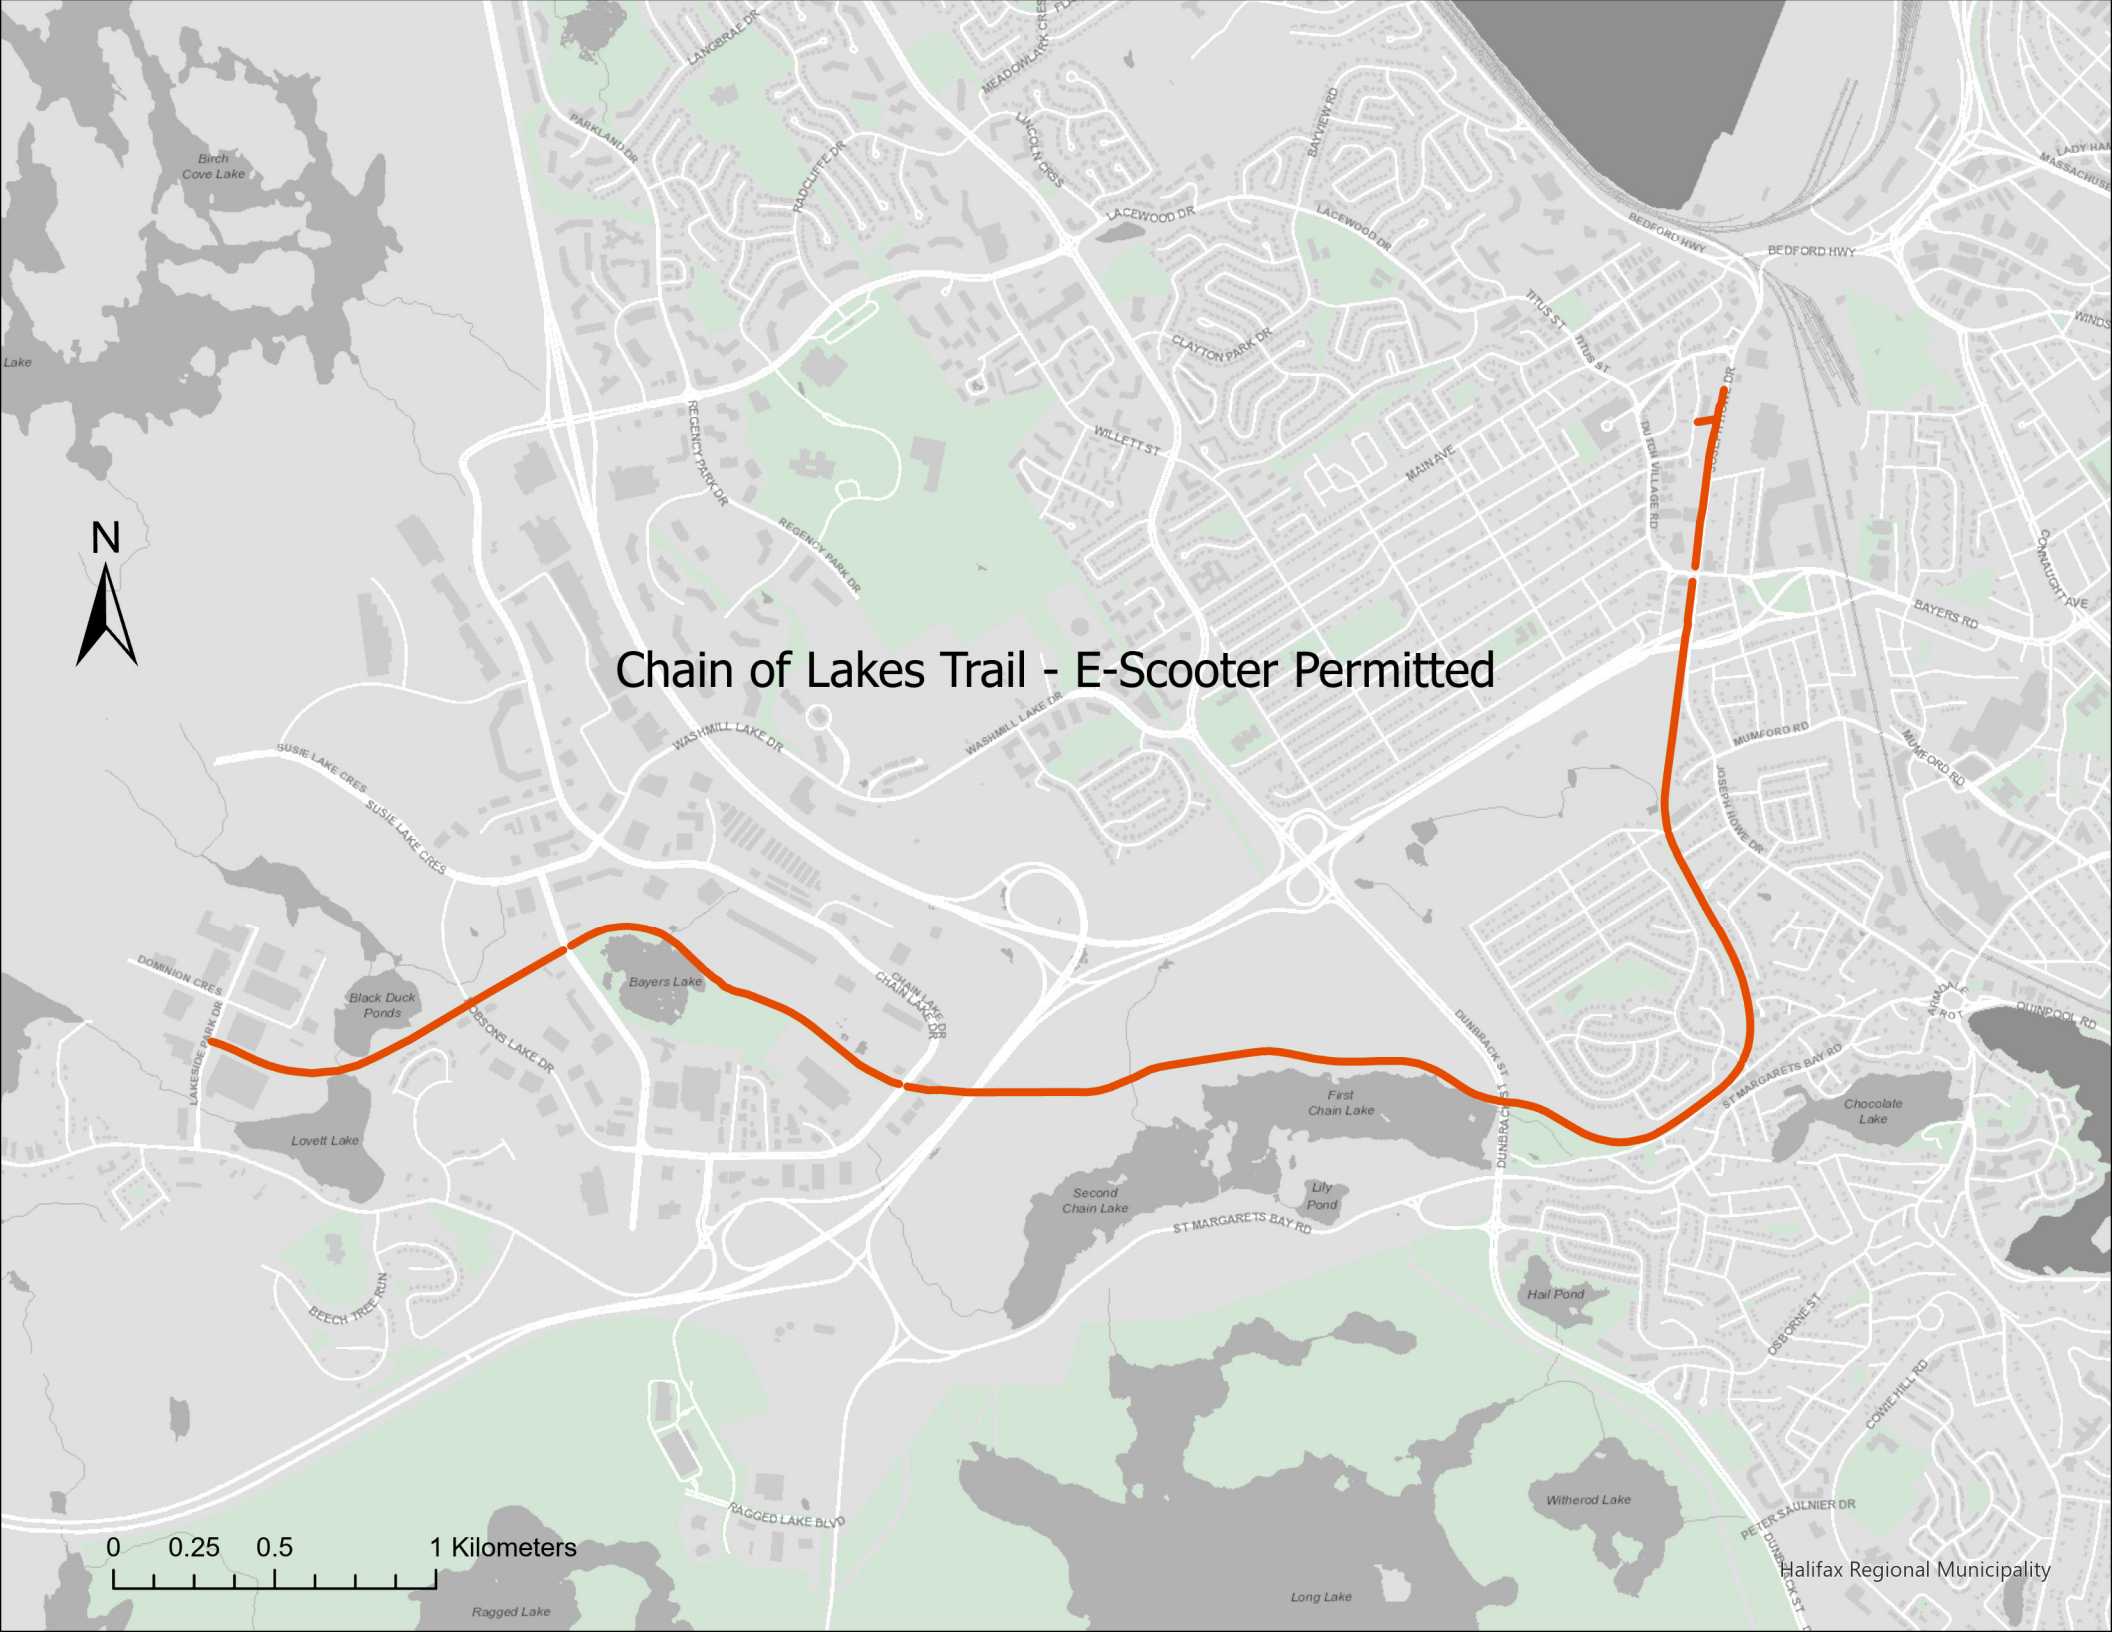 LANGBRAE DR
MEADOWLARK CRES
PARKLAND DR
RADCLIFFE DR
LINCOLN CRSS
BAYVIEW RD
LADY HAM
MASSACHUSE
Birch
Cove Lake
LACEWOOD DR
LACEWOOD DR
BEDFORD HWY
BEDFORD HWY
TITUS ST
TITUS ST
WINDS
CLAYTON PARK DR
Lake
REGENCY PARK DR
WILLETT ST
MAIN AVE
DUTCH VILLAGE RD
JOSEPH HOWE DR
REGENCY PARK DR
N
CONNAUGHT AVE
BAYERS RD
Chain of Lakes Trail - E-Scooter Permitted
WASHMILL LAKE DR
WASHMILL LAKE DR
MUMFORD RD
MUMFORD RD
JOSEPH HOWE DR
SUSIE LAKE CRES
SUSIE LAKE CRES
DOMINION CRES
Black Duck
Ponds
Bayers Lake
CHAIN LAKE DR
CHAIN LAKE DR
LAKESIDE PARK DR
OBSONS LAKE DR
DUNBRACK ST
ARMDALE
ROT
QUINPOOL RD
ST MARGARETS BAY RD
First
Chain Lake
Chocolate
Lake
Lovett Lake
DUNBRACK ST
Second
Chain Lake
Lily
Pond
ST MARGARETS BAY RD
BEECH TREE RUN
Hail Pond
OSBORNE ST
COWIE HILL RD
RAGGED LAKE BLVD
Witherod Lake
PETER SAULNIER DR
DUNBRACK ST
0 0.25 0.5 1 Kilometers
Halifax Regional Municipality
Ragged Lake
Long Lake